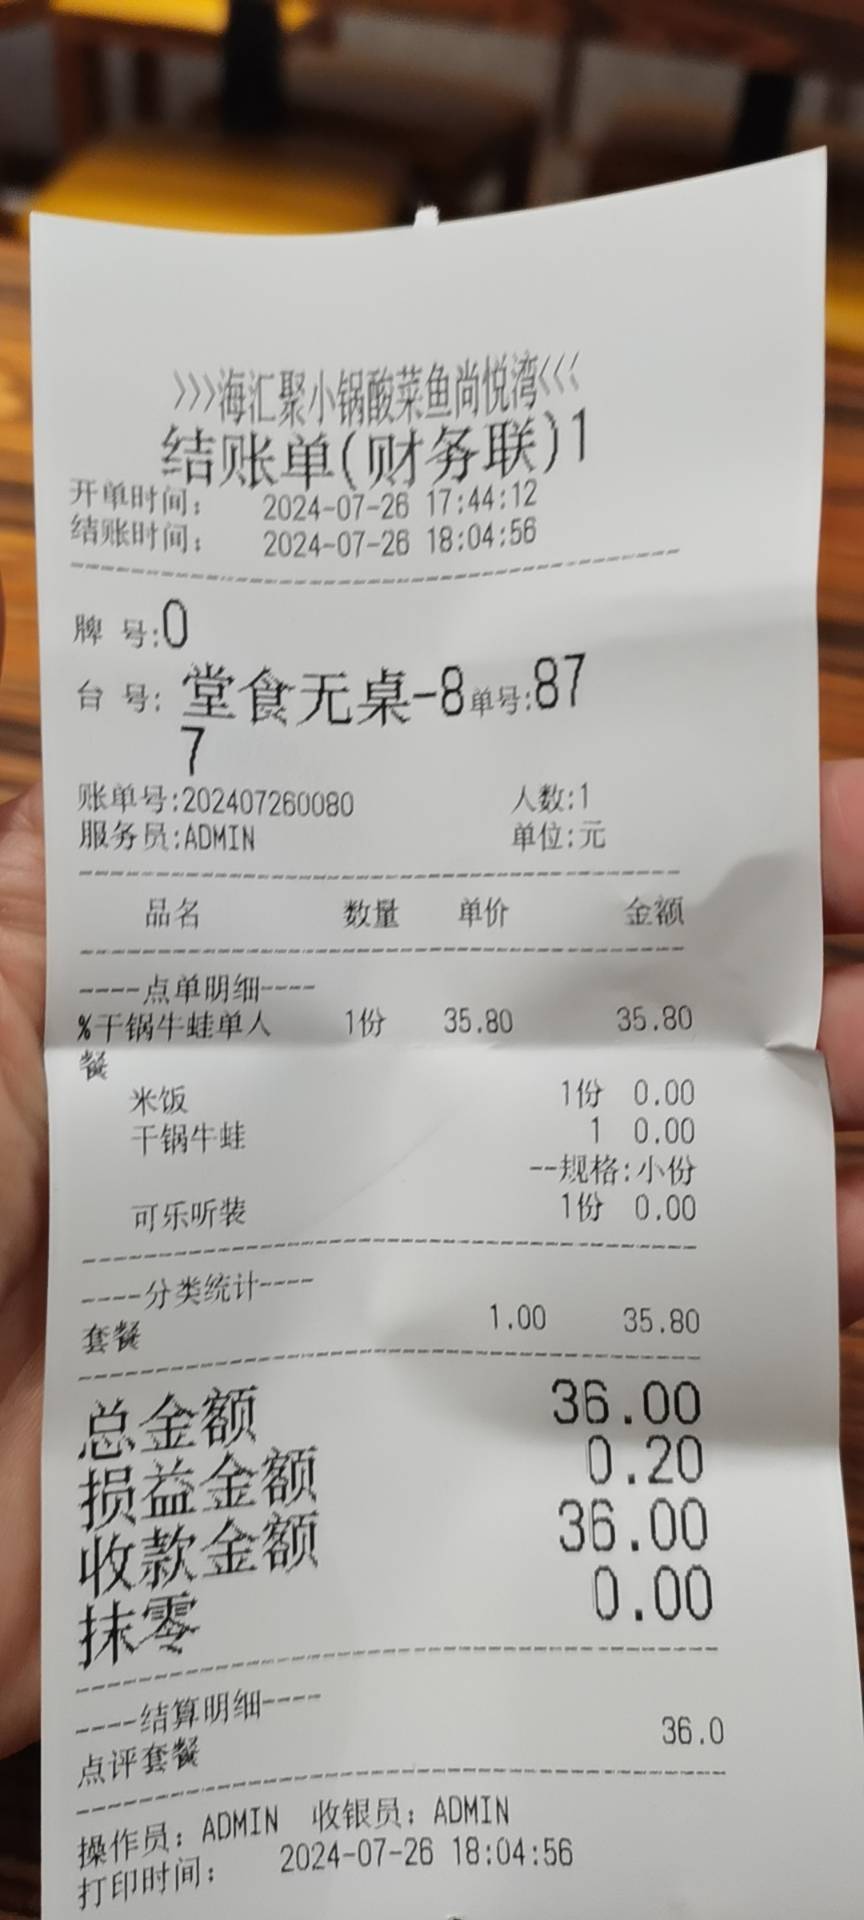 >>>海汇聚小锅酸菜鱼尚悦湾<<<
结账单(财务联)1
开单时间: 2024-07-26 17:44:12
结账时间: 2024-07-26 18:04:56
牌 号:0
台 号: 堂食无桌-8 单号:87
7
账单号:202407260080 人数:1
服务员:ADMIN 单位:元
品名 数量 单价 金额
----点单明细----
%干锅牛蛙单人 1份 35.80 35.80
餐
米饭 1份 0.00
干锅牛蛙 1 0.00
--规格:小份
可乐听装 1份 0.00
----分类统计----
套餐 1.00 35.80
总金额 36.00
损益金额 0.20
收款金额 36.00
抹零 0.00
----结算明细----
点评套餐 36.0
操作员: ADMIN 收银员: ADMIN
打印时间: 2024-07-26 18:04:56